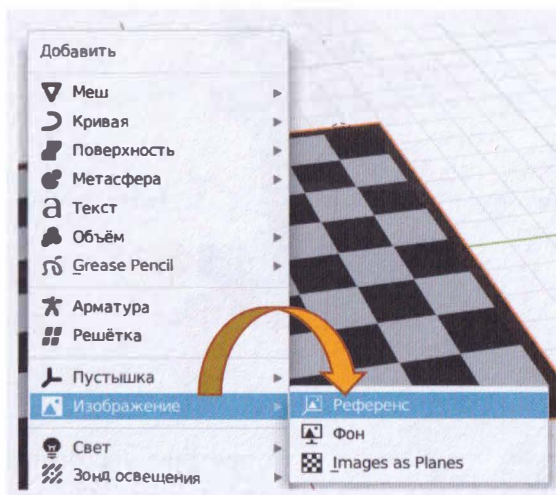 Добавить
Меш
Кривая
Поверхность
Метасфера
Текст
Объём
Grease Pencil
Арматура
Решётка
Пустышка
Изображение
Референс
Фон
Images as Planes
Свет
Зонд освещения